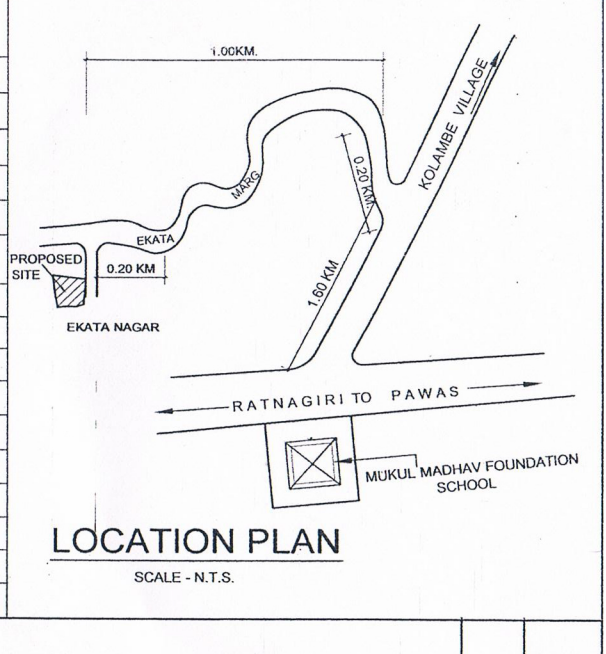 1.00KM.
KOLAMBE VILLAGE
0.20 KM.
MARG
EKATA
PROPOSED
SITE
0.20 KM
1.60 KM
EKATA NAGAR
RATNAGIRI TO PAWAS
MUKUL MADHAV FOUNDATION
SCHOOL
LOCATION PLAN
SCALE - N.T.S.